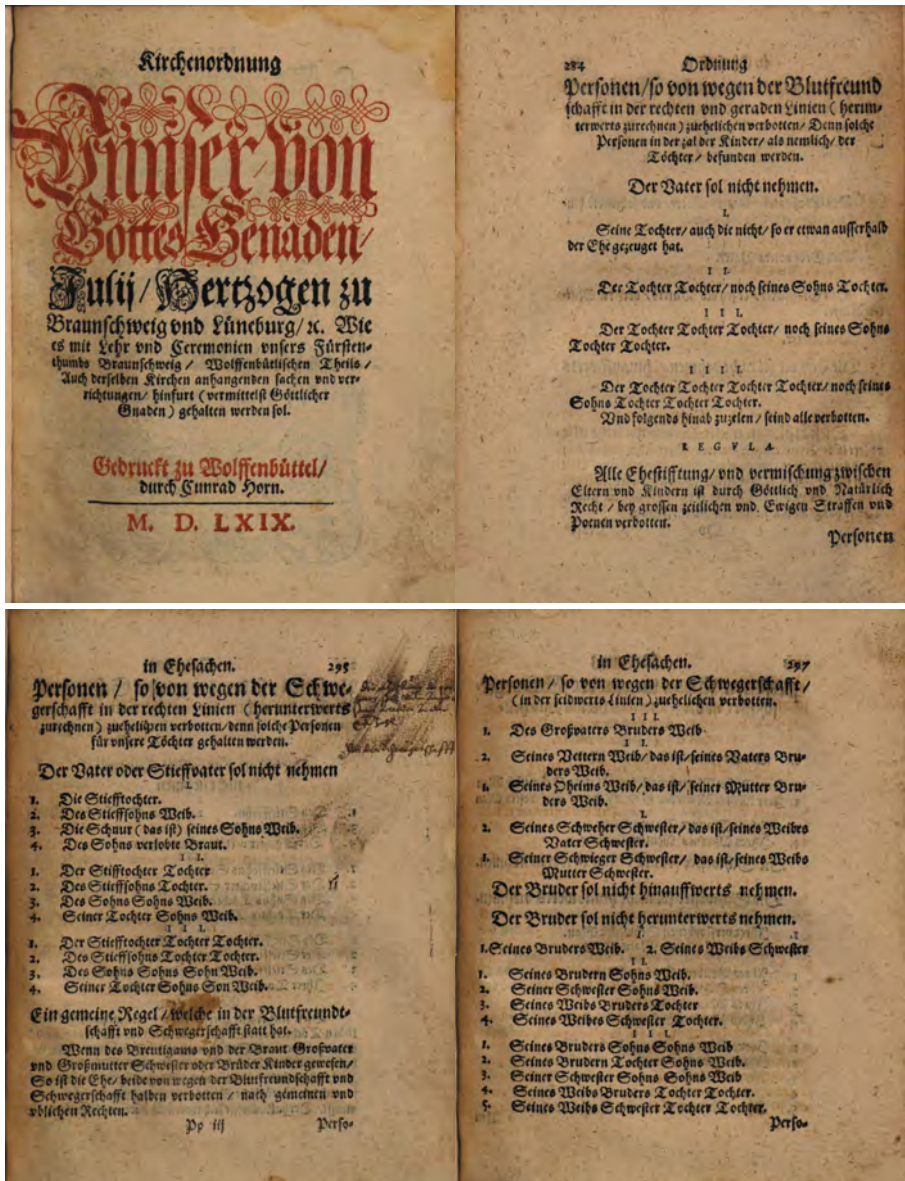 Kirchenordnung
Vnnser von
Gottes Genaden/
Julij/ Hertzogen zu
Braunschweig vnd Lüneburg/ ꝛc. Wie
es mit Lehr vnd Ceremonien vnsers Fürsten-
thumbs Braunschweig/ Wolffenbütlischen Theils/
Auch derselben Kirchen anhangenden sachen vnd ver-
richtungen/ hinfurt (vermittelst Göttlicher
Gnaden) gehalten werden sol.
Gedruckt zu Wolffenbüttel/
durch Cunrad Horn.
M. D. LXIX.
284 Ordnung
Personen/ so von wegen der Blutfreund
schafft in der rechten vnd geraden Linien (herun-
terwerts zurechnen) zuehelichen verbotten/ Denn solche
Personen in der zal der Kinder/ als nemlich/ der
Töchter/ befunden werden.
Der Vater sol nicht nehmen.
I.
Seine Tochter/ auch die nicht/ so er etwan ausserhalb
der Ehe gezeuget hat.
I I.
Der Tochter Tochter/ noch seines Sohns Tochter.
I I I.
Der Tochter Tochter Tochter/ noch seines Sohns
Tochter Tochter.
I I I I.
Der Tochter Tochter Tochter Tochter/ noch seines
Sohns Tochter Tochter Tochter.
Vnd folgends hinab zuzelen/ seind alle verbotten.
R E G V L A
Alle Ehestifftung/ vnd vermischung zwischen
Eltern vnd Kindern ist durch Göttlich vnd Natürlich
Recht/ bey grossen zeitlichen vnd Ewigen Straffen vnd
Poenen verbotten.
Personen
in Ehesachen. 295
Personen/ so von wegen der Schwe-
gerschafft in der rechten Linien (herunterwerts
zurechnen) zuehelichen verbotten/ denn solche Personen
für vnsere Töchter gehalten werden.
Der Vater oder Stieffvater sol nicht nehmen
I.
1. Die Stiefftochter.
2. Des Stieffsohns Weib.
3. Die Schnur (das ist) seines Sohns Weib.
4. Des Sohns verlobte Braut.
I I.
1. Der Stifftochter Tochter
2. Des Stieffsohns Tochter.
3. Des Sohns Sohns Weib.
4. Seiner Tochter Sohns Weib.
I I I.
1. Der Stiefftochter Tochter Tochter.
2. Des Stieffsohns Tochter Tochter.
3. Des Sohns Sohns Sohn Weib.
4. Seiner Tochter Sohns Son Weib.
Ein gemeine Regel/ welche in der Blutfreundt-
schafft vnd Schwegerschafft statt hat.
Wenn des Breutigams vnd der Braut Großvater
vnd Großmutter Schwester oder Brüder Kinder gewesen/
So ist die Ehe/ beide von wegen der Blutfreundschafft vnd
Schwegerschafft halben verbotten/ nach gemeinen vnd
vblichen Rechten.
Pp iij Perso-
in Ehesachen. 297
Personen/ so von wegen der Schwegerschafft/
(in der seidwerts Linien) zuehelichen verbotten.
I I I.
1. Des Großvaters Bruders Weib
I I.
2. Seines Vettern Weib/ das ist/ seines Vaters Bru-
ders Weib.
1. Seines Oheims Weib/ das ist/ seiner Mutter Bru-
ders Weib.
I.
2. Seines Schweher Schwester/ das ist/ seines Weibes
Vater Schwester.
1. Seiner Schwieger Schwester/ das ist/ seines Weibs
Mutter Schwester.
Der Bruder sol nicht hinauffwerts nehmen.
Der Bruder sol nicht herunterwerts nehmen.
I.
1. Seines Bruders Weib. 2. Seines Weibs Schwester
I I.
1. Seines Brudern Sohns Weib.
2. Seiner Schwester Sohns Weib.
3. Seines Weibs Bruders Tochter
4. Seines Weibes Schwester Tochter.
I I I.
1. Seines Bruders Sohns Sohns Weib
2. Seines Brudern Tochter Sohns Weib.
3. Seiner Schwester Sohns Sohns Weib
4. Seines Weibs Bruders Tochter Tochter.
5. Seines Weibs Schwester Tochter Tochter.
Perso-